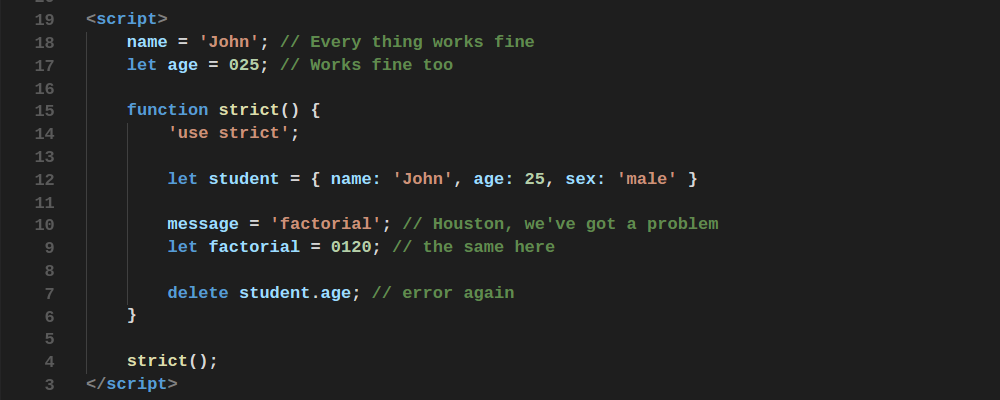 19 <script>
18 name = 'John'; // Every thing works fine
17 let age = 025; // Works fine too
16
15 function strict() {
14 'use strict';
13
12 let student = { name: 'John', age: 25, sex: 'male' }
11
10 message = 'factorial'; // Houston, we've got a problem
9 let factorial = 0120; // the same here
8
7 delete student.age; // error again
6 }
5
4 strict();
3 </script>